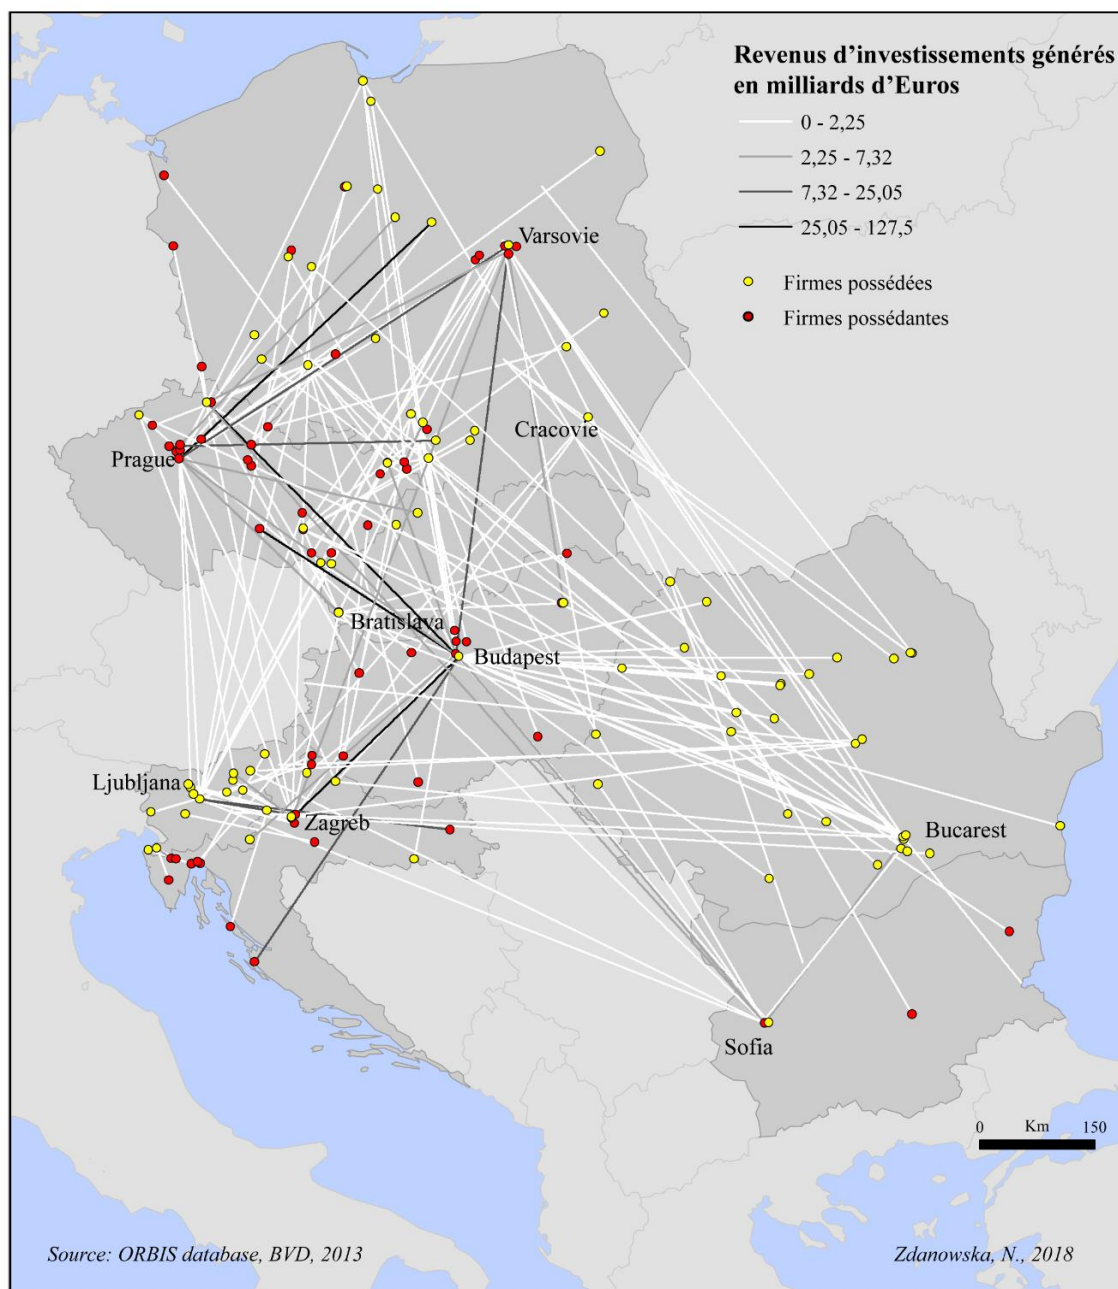 Revenus d'investissements générés
en milliards d'Euros
0 - 2,25
2,25 - 7,32
7,32 - 25,05
25,05 - 127,5
Firmes possédées
Firmes possédantes
Varsovie
Cracovie
Prague
Bratislava
Budapest
Ljubljana
Zagreb
Bucarest
Sofia
0 Km 150
Source: ORBIS database, BVD, 2013
Zdanowska, N., 2018